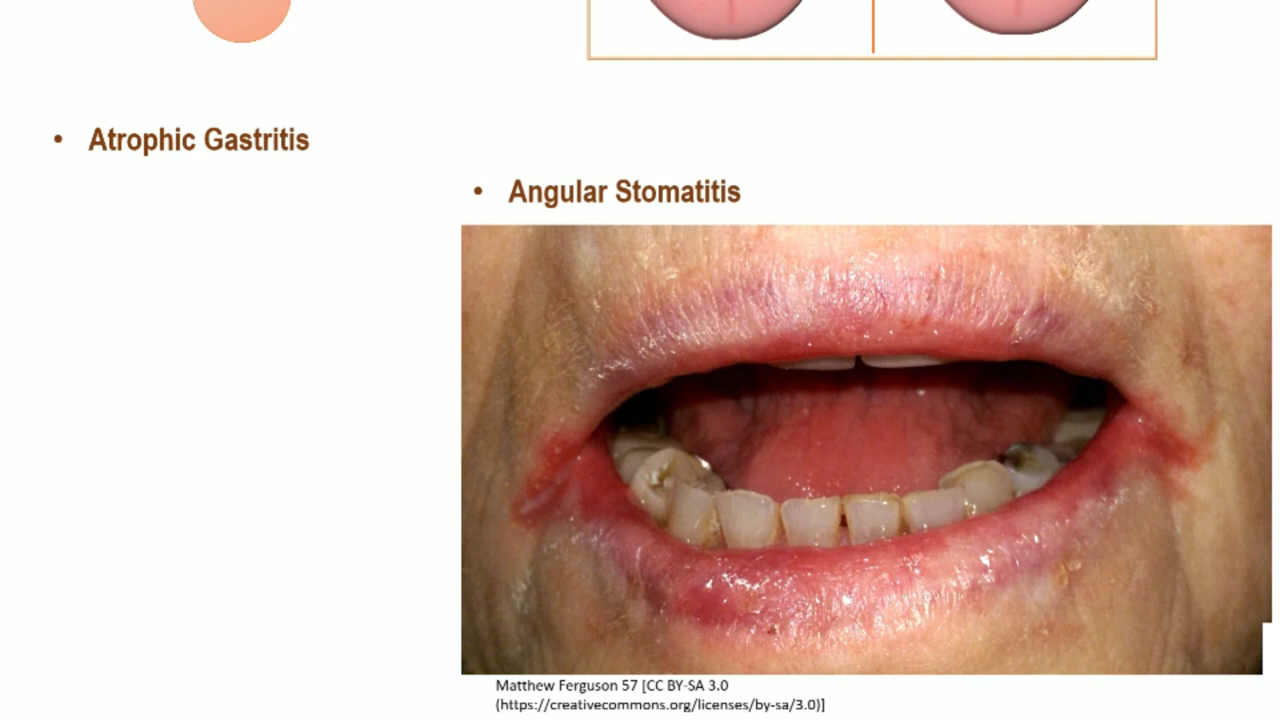 • Atrophic Gastritis
• Angular Stomatitis
Matthew Ferguson 57 [CC BY-SA 3.0
(https://creativecommons.org/licenses/by-sa/3.0)]